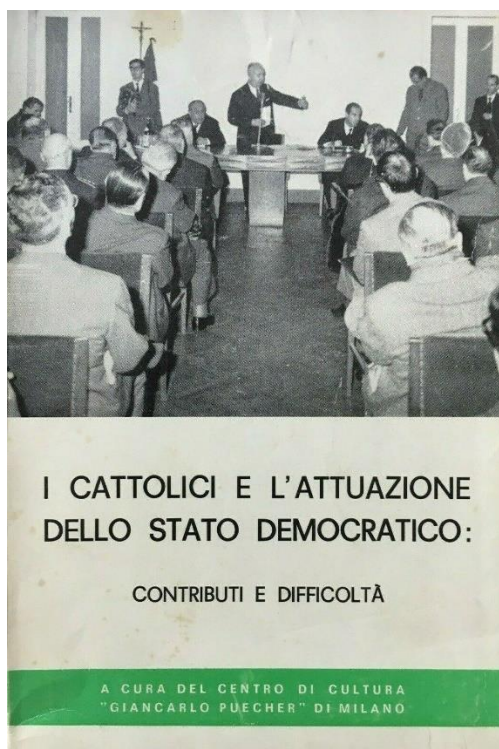 I CATTOLICI E L'ATTUAZIONE
DELLO STATO DEMOCRATICO:
CONTRIBUTI E DIFFICOLTÀ
A CURA DEL CENTRO DI CULTURA
"GIANCARLO PUECHER" DI MILANO